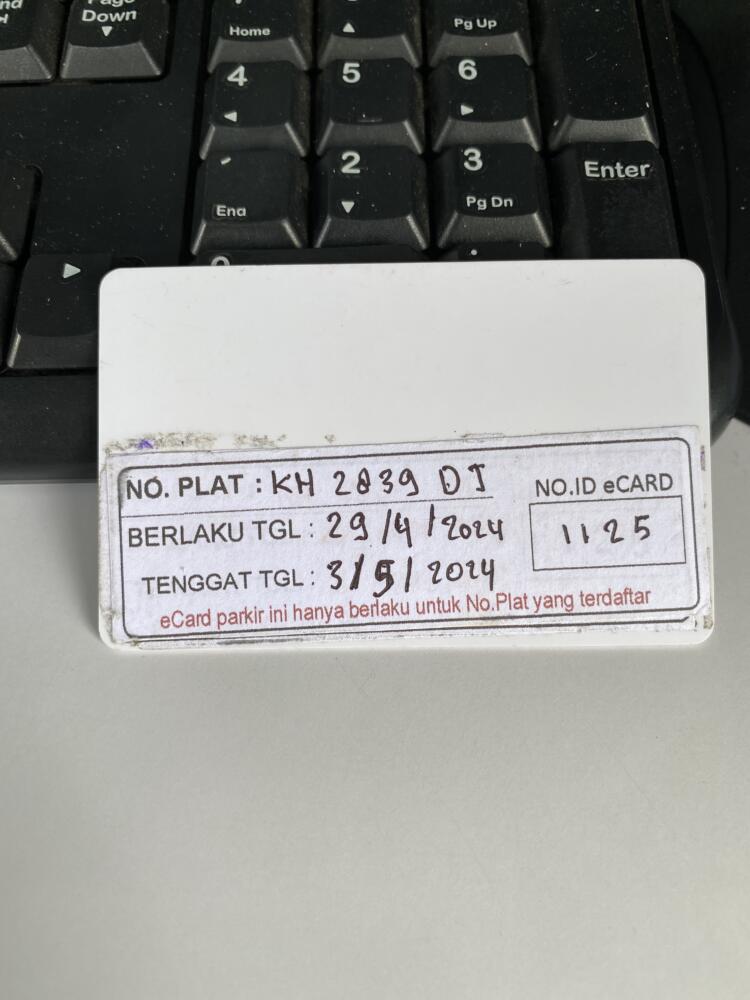 Page
Down
Home
Pg Up
4
5
6
2
3
End
Pg Dn
Enter
NO. PLAT : KH 2839 DJ
NO.ID eCARD
BERLAKU TGL : 29/4/2024
1125
TENGGAT TGL : 3/5/2024
eCard parkir ini hanya berlaku untuk No.Plat yang terdaftar